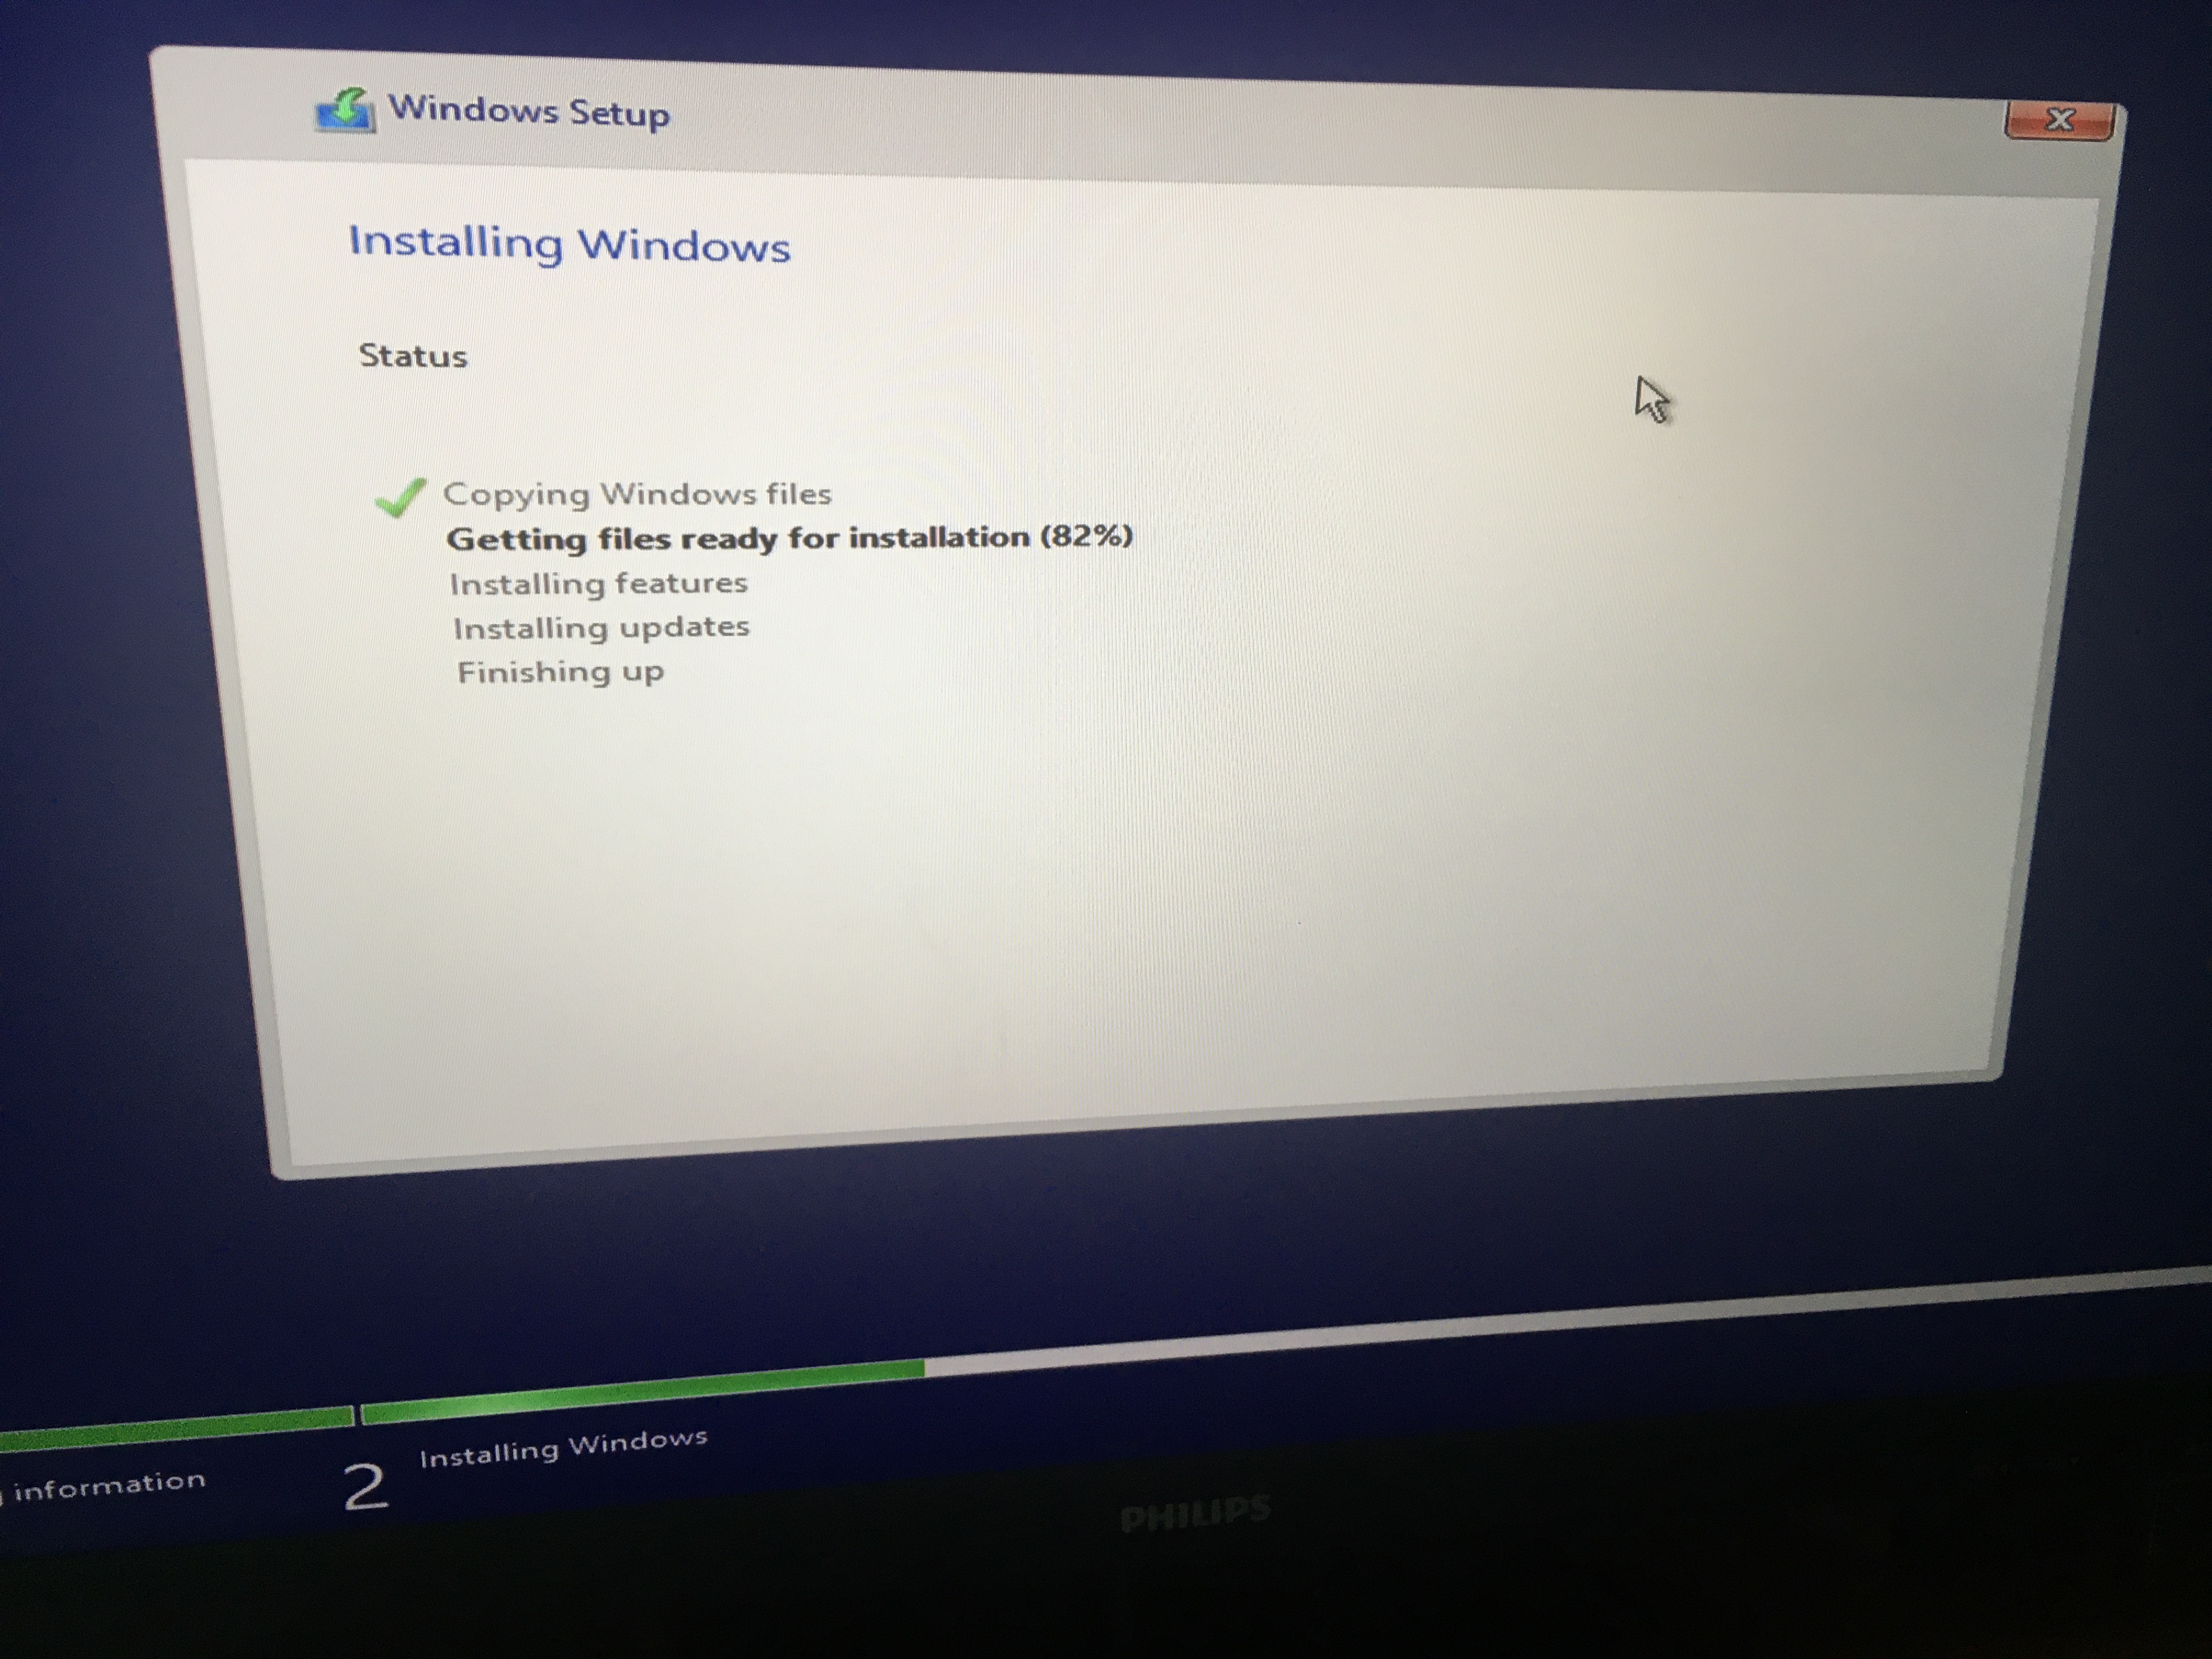 Windows Setup
Installing Windows
Status
Copying Windows files
Getting files ready for installation (82%)
Installing features
Installing updates
Finishing up
information
2 Installing Windows
PHILIPS